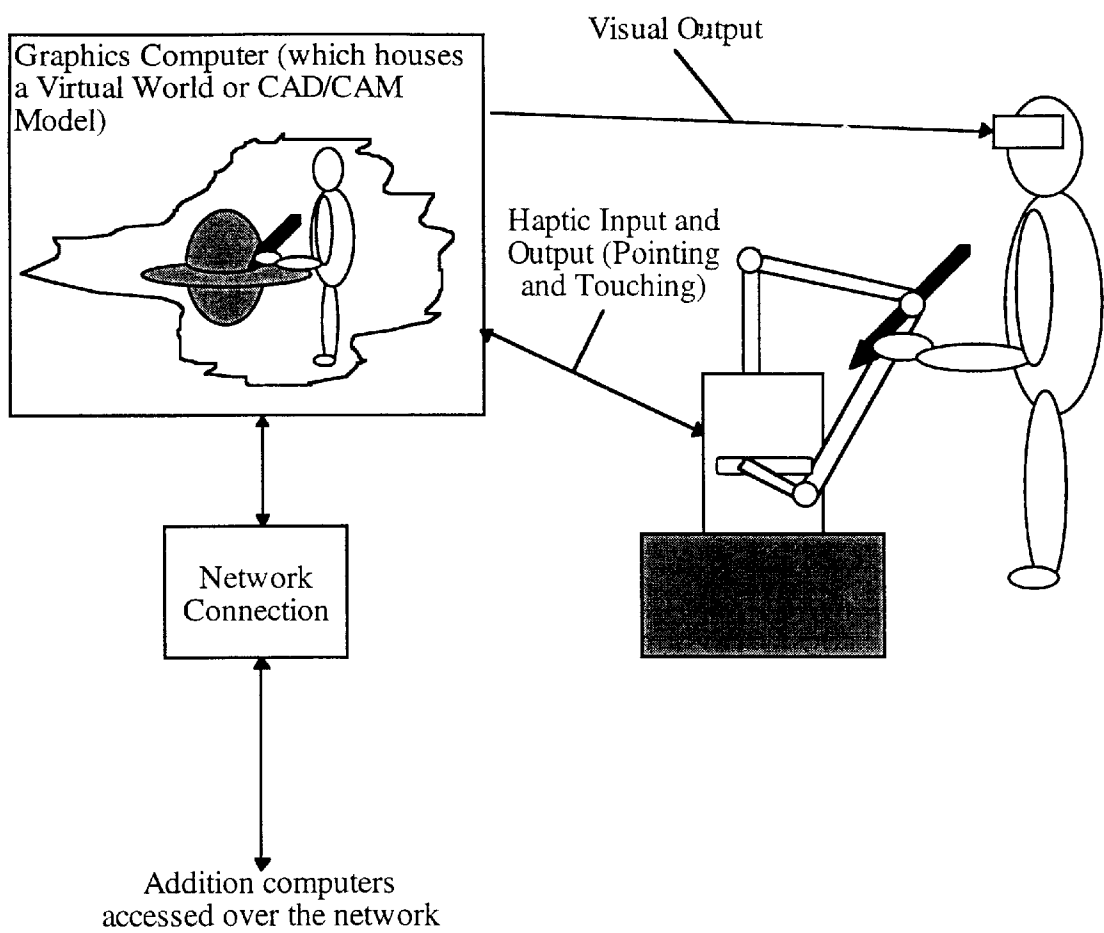 Visual Output
Graphics Computer (which houses
a Virtual World or CAD/CAM
Model)
Haptic Input and
Output (Pointing
and Touching)
Network
Connection
Addition computers
accessed over the network